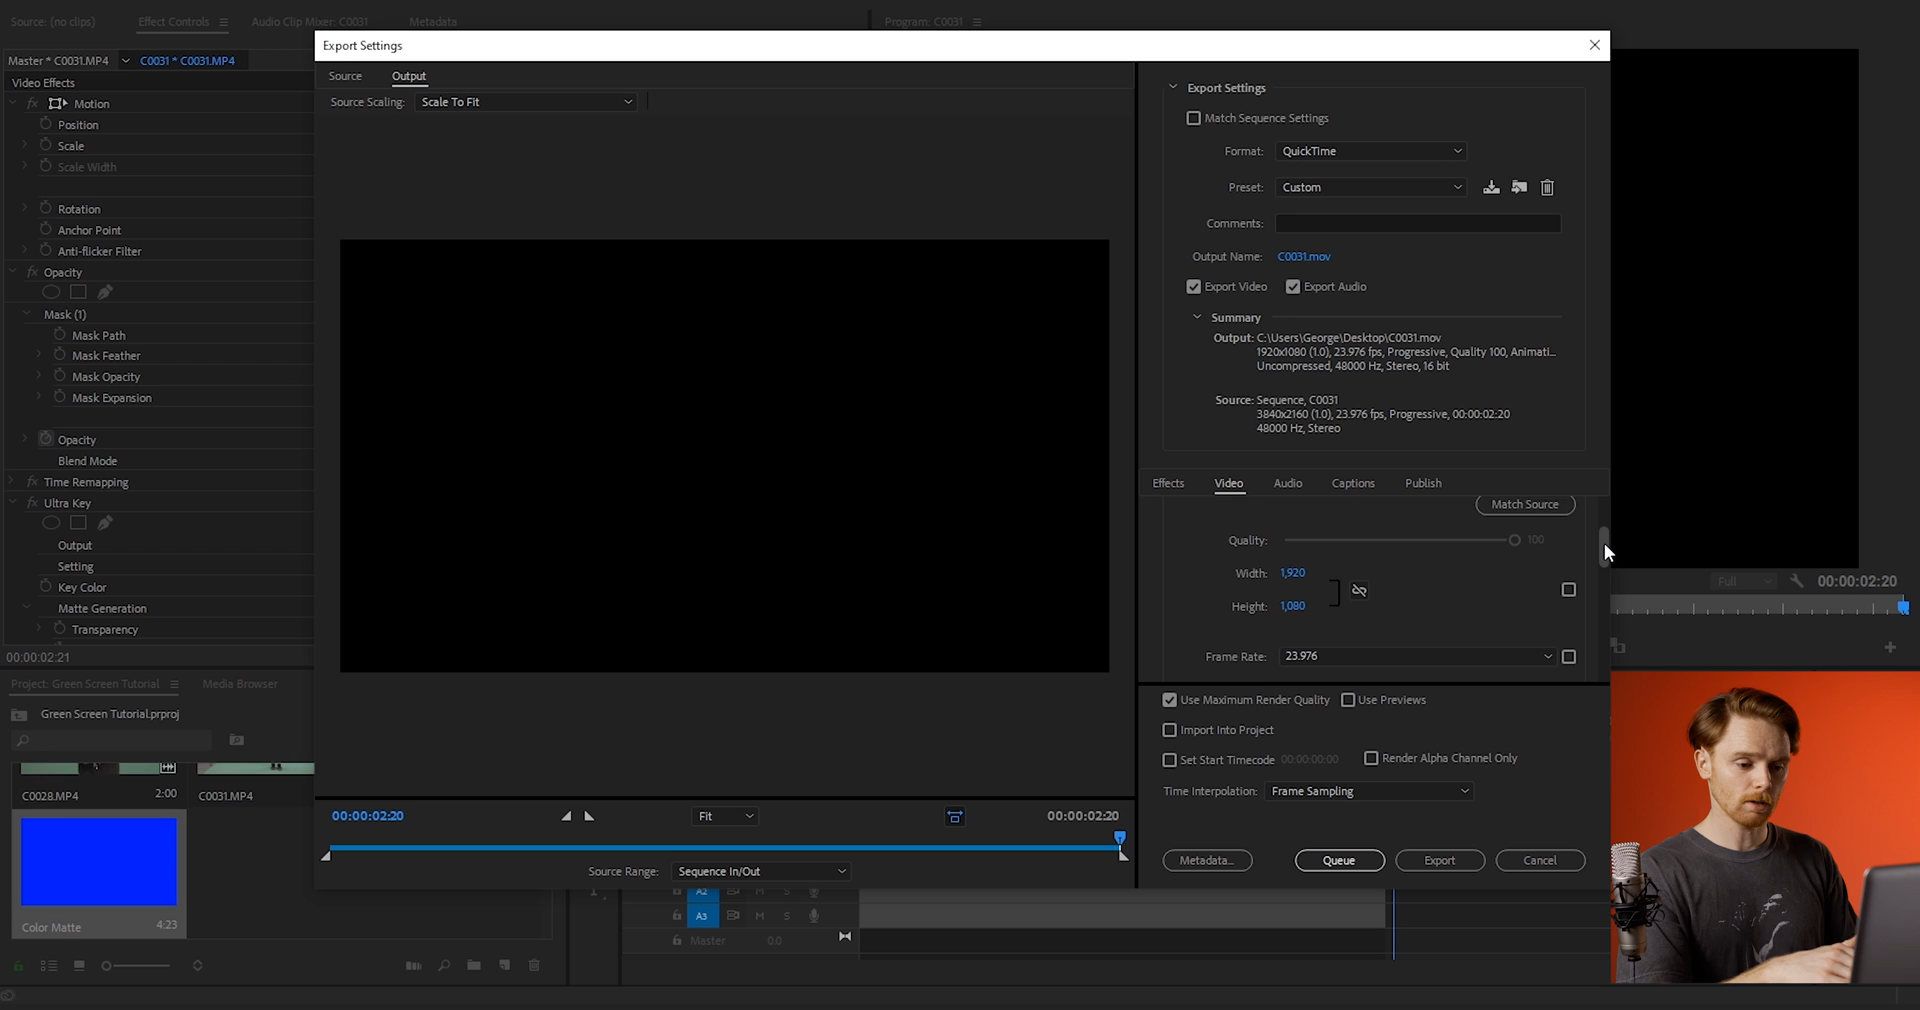 Source: (no clips)
Effect Controls
Audio Clip Mixer: C0031
Metadata
Program: C0031
Master * C0031.MP4
C0031 * C0031.MP4
Video Effects
fx Motion
Position
Scale
Scale Width
Rotation
Anchor Point
Anti-flicker Filter
fx Opacity
Mask (1)
Mask Path
Mask Feather
Mask Opacity
Mask Expansion
Opacity
Blend Mode
fx Time Remapping
fx Ultra Key
Output
Setting
Key Color
Matte Generation
Transparency
00:00:02:21
Project: Green Screen Tutorial
Media Browser
Green Screen Tutorial.prproj
C0028.MP4
2:00
C0031.MP4
Color Matte
4:23
Export Settings
Source
Output
Source Scaling:
Scale To Fit
00:00:02:20
Fit
00:00:02:20
Source Range:
Sequence In/Out
Export Settings
Match Sequence Settings
Format:
QuickTime
Preset:
Custom
Comments:
Output Name:
C0031.mov
Export Video
Export Audio
Summary
Output: C:\Users\George\Desktop\C0031.mov
1920x1080 (1.0), 23.976 fps, Progressive, Quality 100, Animati...
Uncompressed, 48000 Hz, Stereo, 16 bit
Source: Sequence, C0031
3840x2160 (1.0), 23.976 fps, Progressive, 00:00:02:20
48000 Hz, Stereo
Effects
Video
Audio
Captions
Publish
Match Source
Quality:
100
Width:
1,920
Height:
1,080
Frame Rate:
23.976
Use Maximum Render Quality
Use Previews
Import Into Project
Set Start Timecode
00:00:00:00
Render Alpha Channel Only
Time Interpolation:
Frame Sampling
Metadata...
Queue
Export
Cancel
Full
00:00:02:20
A2
M
S
A3
M
S
Master
0.0